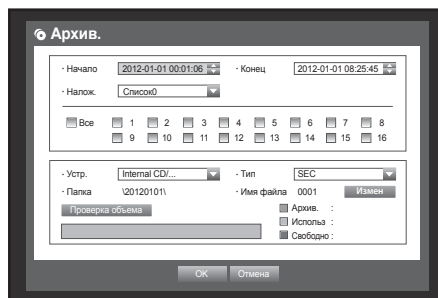 Архив.
· Начало 2012-01-01 00:01:06 · Конец 2012-01-01 08:25:45
· Налож. Список0
Все 1 2 3 4 5 6 7 8
9 10 11 12 13 14 15 16
· Устр. Internal CD/... · Тип SEC
· Папка \20120101\ · Имя файла 0001 Измен
Проверка объема Архив. :
Использ :
Свободно :
OK Отмена